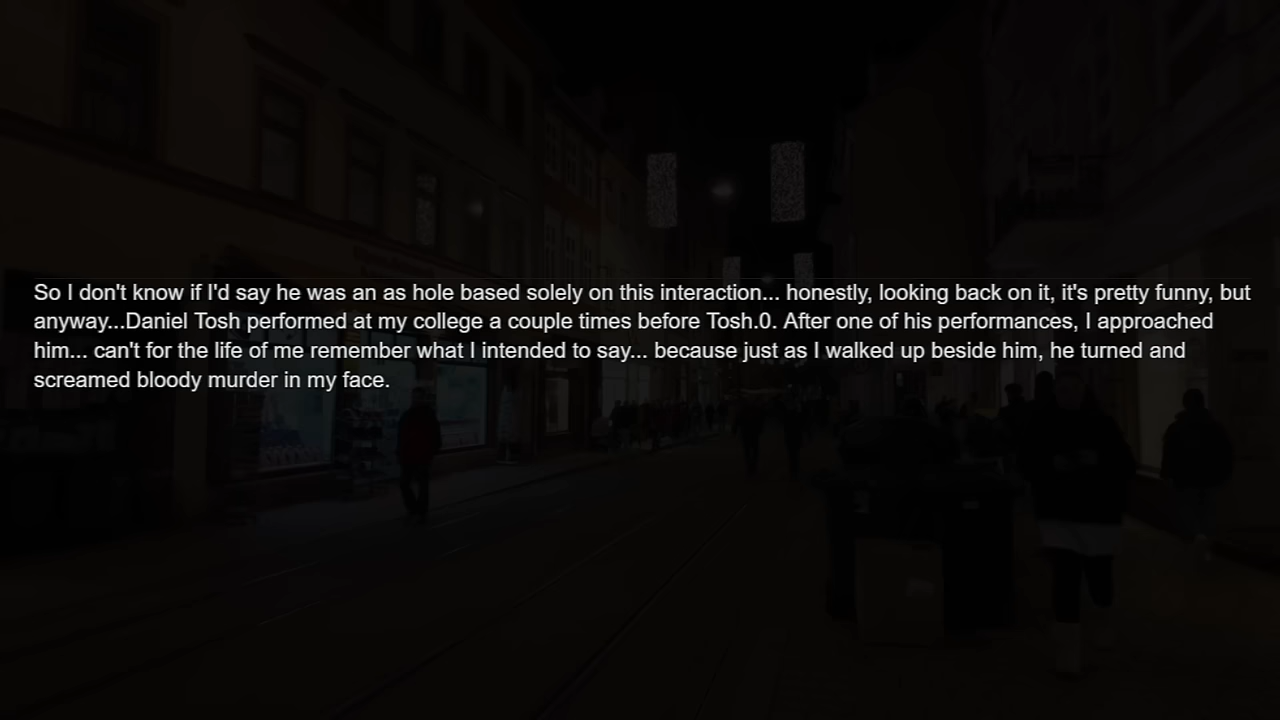 So I don't know if I'd say he was an as hole based solely on this interaction... honestly, looking back on it, it's pretty funny, but
anyway...Daniel Tosh performed at my college a couple times before Tosh.0. After one of his performances, I approached
him... can't for the life of me remember what I intended to say... because just as I walked up beside him, he turned and
screamed bloody murder in my face.